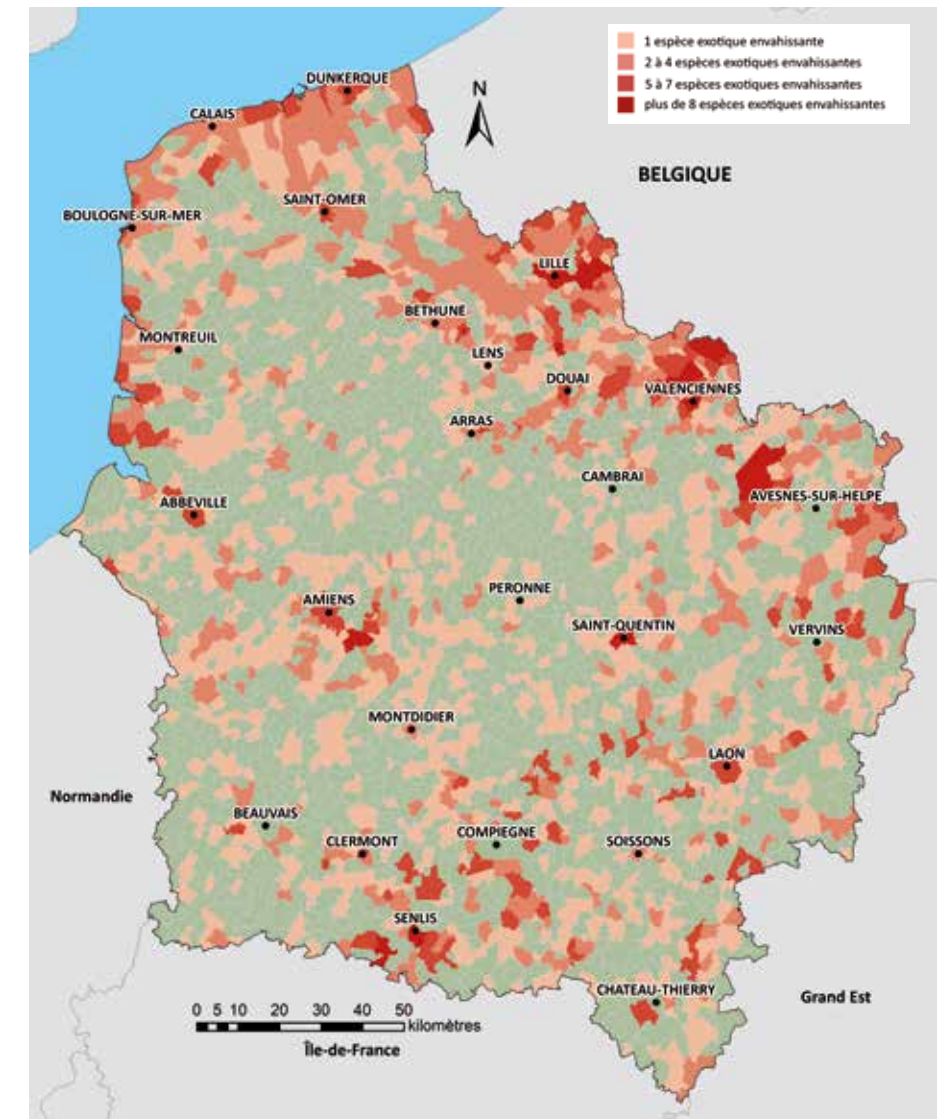 1 espèce exotique envahissante
2 à 4 espèces exotiques envahissantes
5 à 7 espèces exotiques envahissantes
plus de 8 espèces exotiques envahissantes
DUNKERQUE
N
CALAIS
BELGIQUE
SAINT-OMER
BOULOGNE-SUR-MER
LILLE
BETHUNE
MONTREUIL
LENS
DOUAI
VALENCIENNES
ARRAS
CAMBRAI
AVESNES-SUR-HELPE
ABBEVILLE
PERONNE
AMIENS
SAINT-QUENTIN
VERVINS
MONTDIDIER
LAON
Normandie
BEAUVAIS
CLERMONT
COMPIEGNE
SOISSONS
SENLIS
CHATEAU-THIERRY
Grand Est
0 5 10 20 30 40 50
kilomètres
Île-de-France